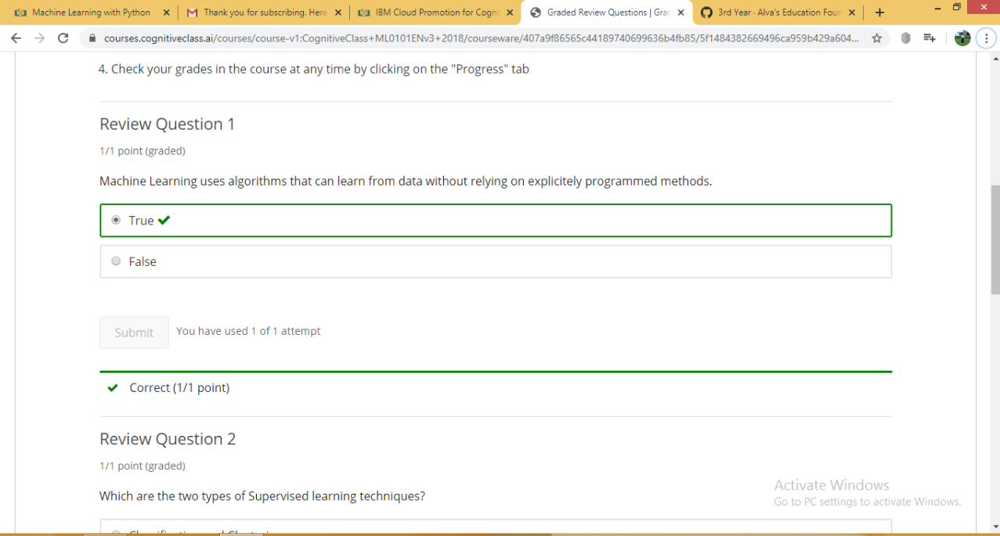 Machine Learning with Python
Thank you for subscribing. Here
IBM Cloud Promotion for Cogni
Graded Review Questions | Grad
3rd Year · Alva's Education Foun
courses.cognitiveclass.ai/courses/course-v1:CognitiveClass+ML0101ENv3+2018/courseware/407a9f86565c44189740699636b4fb85/5f1484382669496ca959b429a604...
4. Check your grades in the course at any time by clicking on the "Progress" tab
Review Question 1
1/1 point (graded)
Machine Learning uses algorithms that can learn from data without relying on explicitely programmed methods.
True
False
Submit
You have used 1 of 1 attempt
Correct (1/1 point)
Review Question 2
1/1 point (graded)
Which are the two types of Supervised learning techniques?
Activate Windows
Go to PC settings to activate Windows.